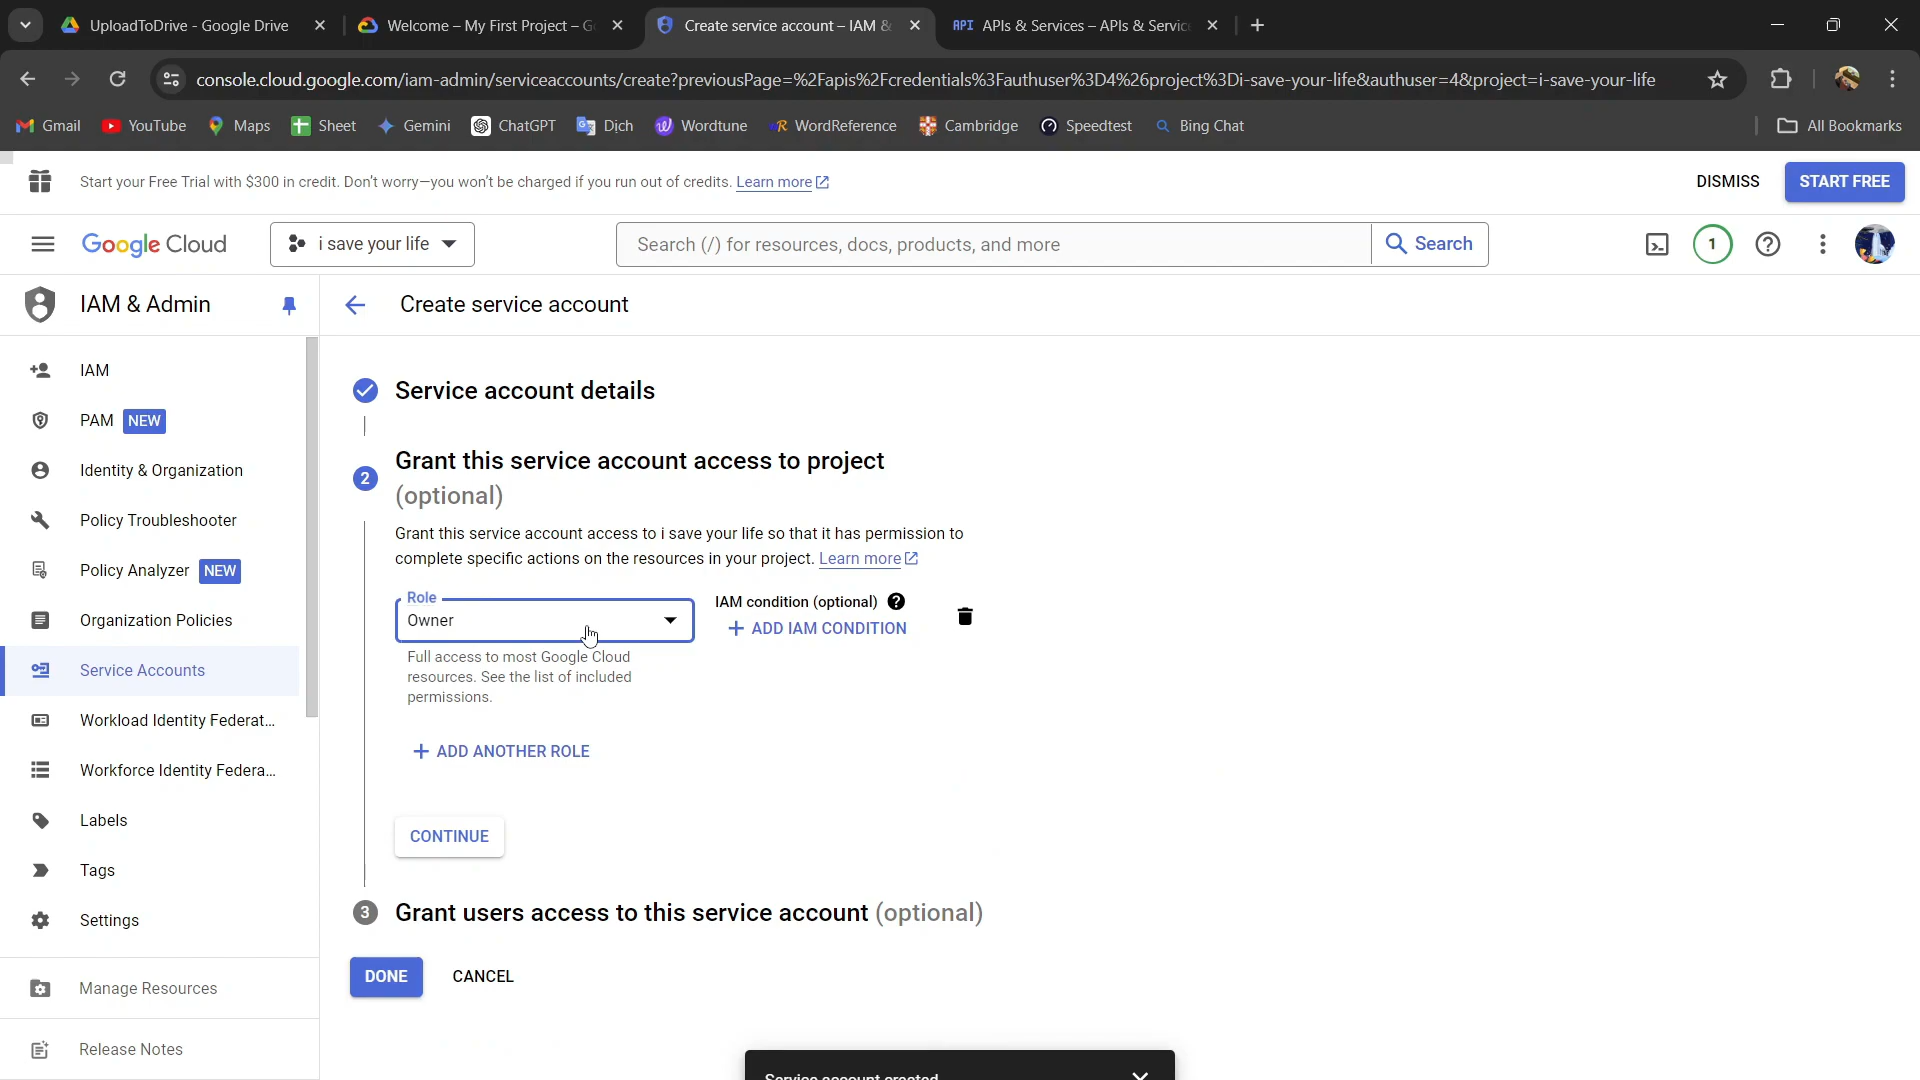 UploadToDrive - Google Drive
Welcome – My First Project – G
Create service account – IAM &
API APIs & Services – APIs & Servic
console.cloud.google.com/iam-admin/serviceaccounts/create?previousPage=%2Fapis%2Fcredentials%3Fauthuser%3D4%26project%3Di-save-your-life&authuser=4&project=i-save-your-life
Gmail YouTube Maps Sheet Gemini ChatGPT Dịch Wordtune WordReference Cambridge Speedtest Bing Chat All Bookmarks
Start your Free Trial with $300 in credit. Don't worry—you won't be charged if you run out of credits. Learn more
DISMISS
START FREE
Google Cloud
i save your life
Search (/) for resources, docs, products, and more
Search
1
IAM & Admin
Create service account
IAM
PAM NEW
Identity & Organization
Policy Troubleshooter
Policy Analyzer NEW
Organization Policies
Service Accounts
Workload Identity Federat...
Workforce Identity Federa...
Labels
Tags
Settings
Manage Resources
Release Notes
Service account details
2 Grant this service account access to project
(optional)
Grant this service account access to i save your life so that it has permission to
complete specific actions on the resources in your project. Learn more
Role
Owner
IAM condition (optional)
+ ADD IAM CONDITION
Full access to most Google Cloud
resources. See the list of included
permissions.
+ ADD ANOTHER ROLE
CONTINUE
3 Grant users access to this service account (optional)
DONE
CANCEL
Service account created